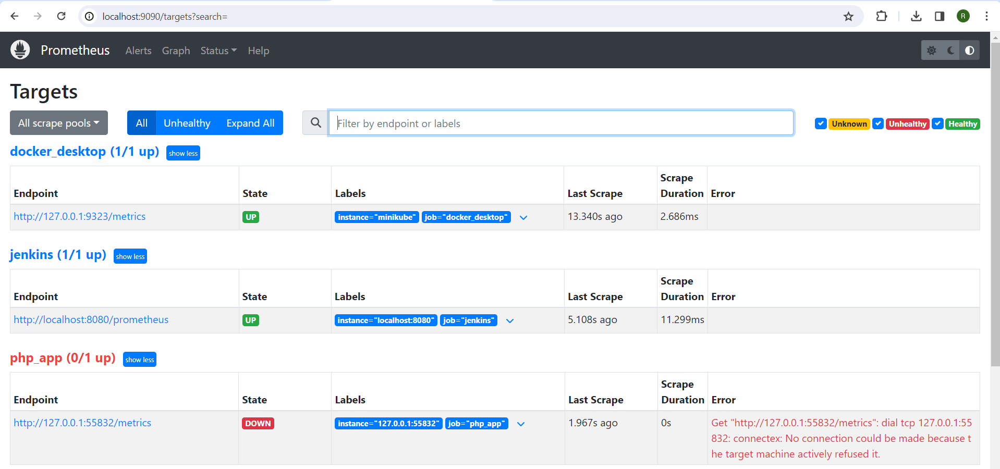 localhost:9090/targets?search=
R
Prometheus Alerts Graph Status Help
Targets
All scrape pools All Unhealthy Expand All Filter by endpoint or labels Unknown Unhealthy Healthy
docker_desktop (1/1 up) show less
Endpoint State Labels Last Scrape Scrape Duration Error
http://127.0.0.1:9323/metrics UP instance="minikube" job="docker_desktop" 13.340s ago 2.686ms
jenkins (1/1 up) show less
Endpoint State Labels Last Scrape Scrape Duration Error
http://localhost:8080/prometheus UP instance="localhost:8080" job="jenkins" 5.108s ago 11.299ms
php_app (0/1 up) show less
Endpoint State Labels Last Scrape Scrape Duration Error
http://127.0.0.1:55832/metrics DOWN instance="127.0.0.1:55832" job="php_app" 1.967s ago 0s Get "http://127.0.0.1:55832/metrics": dial tcp 127.0.0.1:55
832: connectex: No connection could be made because t
he target machine actively refused it.